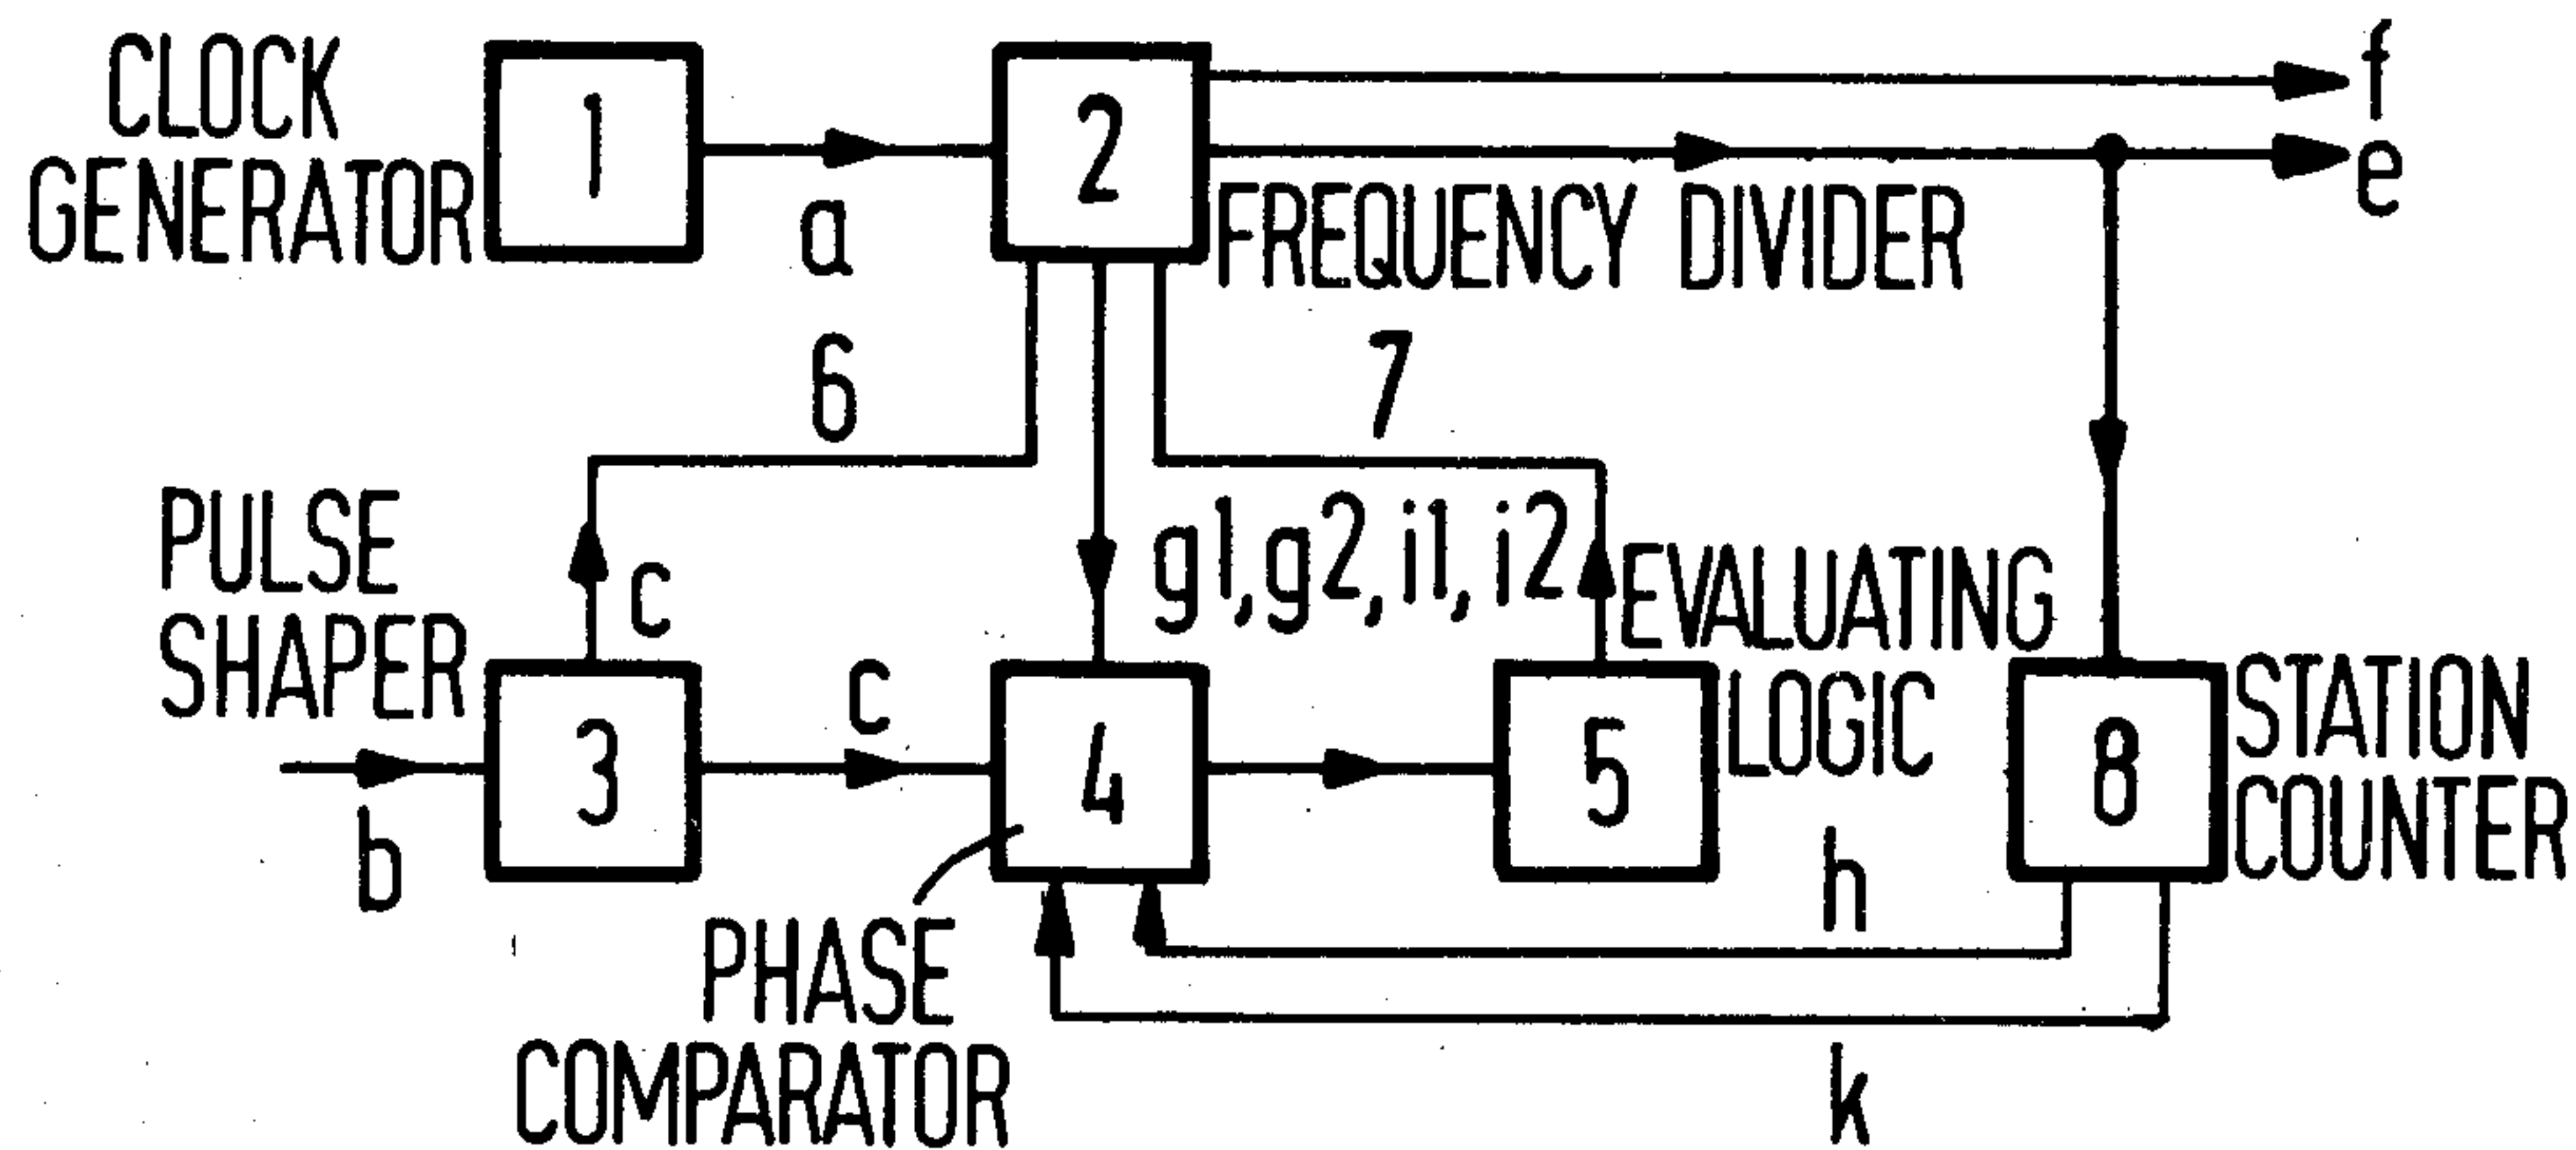 CLOCK
GENERATOR
1
a
2
FREQUENCY DIVIDER
f
e
6
7
PULSE
SHAPER
c
g1, g2, i1, i2
EVALUATING
LOGIC
b
3
c
4
5
8
STATION
COUNTER
h
PHASE
COMPARATOR
k